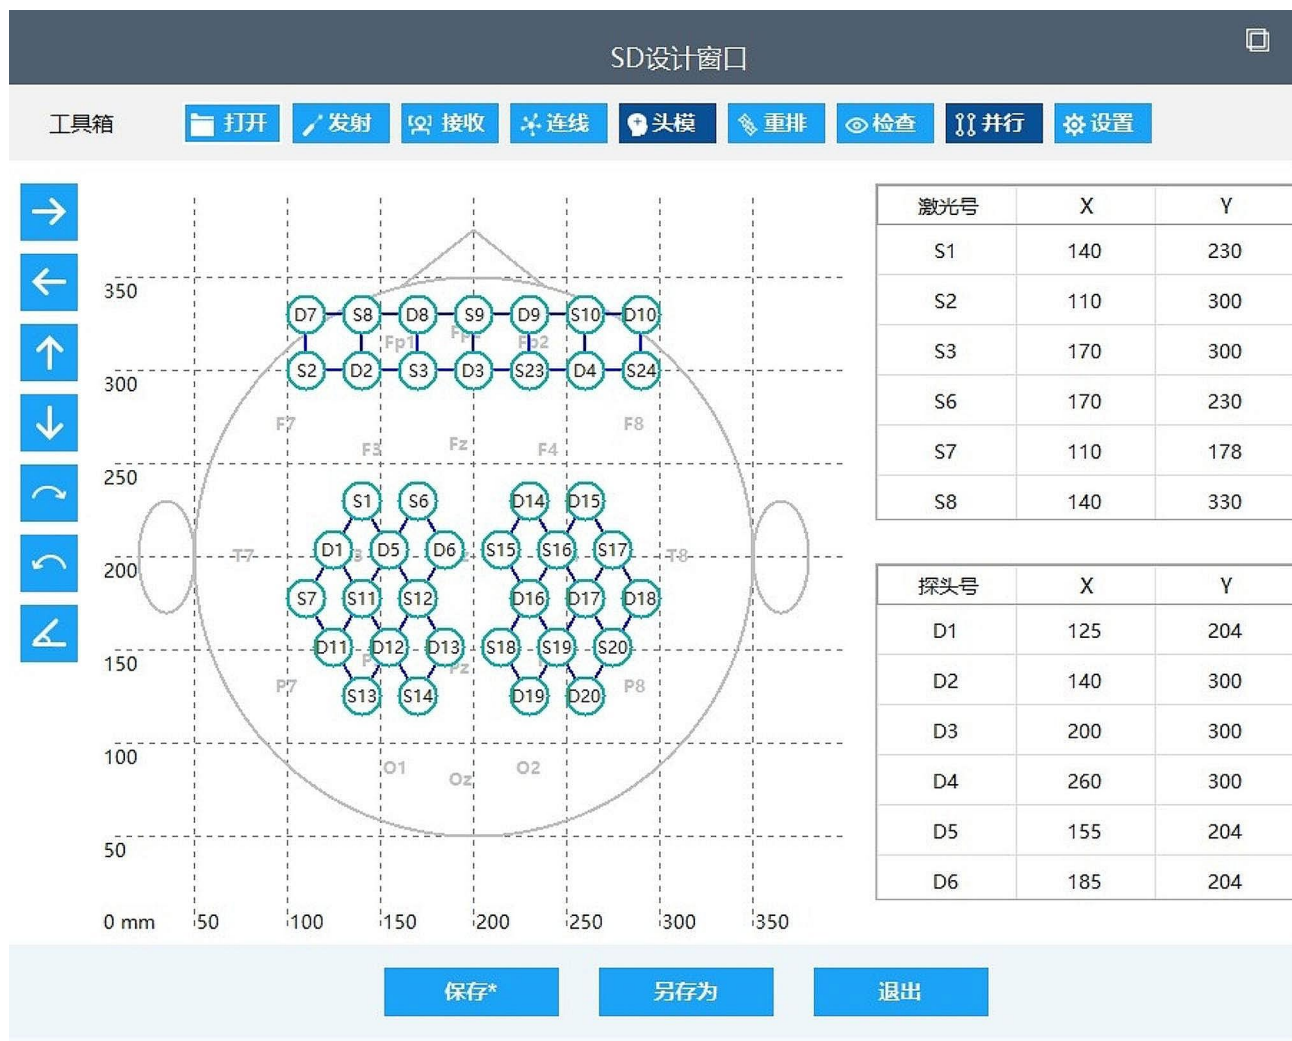 SD设计窗口
工具箱 打开 发射 接收 连线 头模 重排 检查 并行 设置
激光号 X Y
S1 140 230
S2 110 300
S3 170 300
S6 170 230
S7 110 178
S8 140 330
探头号 X Y
D1 125 204
D2 140 300
D3 200 300
D4 260 300
D5 155 204
D6 185 204
350
D7 S8 D8 S9 D9 S10 D10
Fp1 Fp2
300
S2 D2 S3 D3 S23 D4 S24
F7 F3 Fz F4 F8
250
S1 S6 D14 D15
200
T7 D1 D5 D6 S15 S16 S17 T8
S7 S11 S12 D16 D17 D18
150
D11 D12 D13 S18 S19 S20
P7 Pz P8
S13 S14 D19 D20
100
O1 Oz O2
50
0 mm 50 100 150 200 250 300 350
保存* 另存为 退出